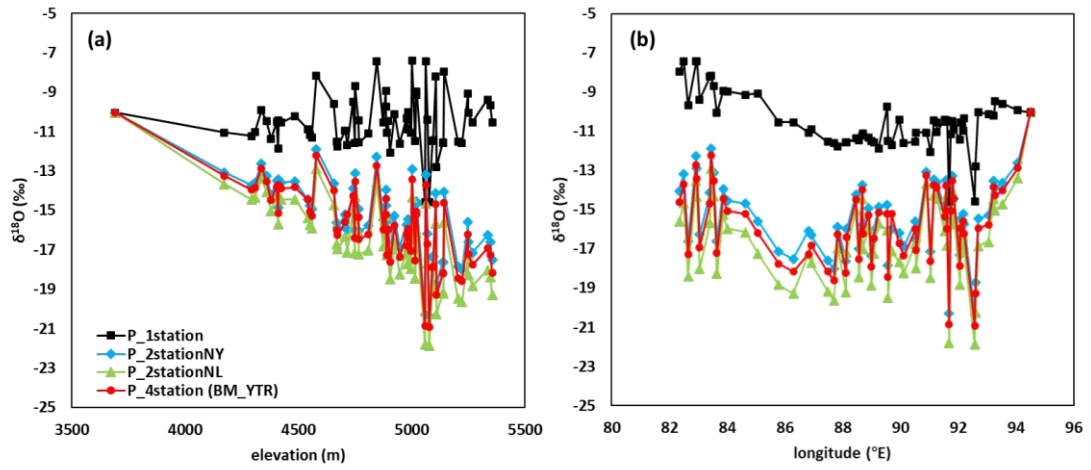 (a)
δ¹⁸O (‰)
-5
-7
-9
-11
-13
-15
-17
-19
-21
-23
-25
P_1station
P_2stationNY
P_2stationNL
P_4station (BM_YTR)
3500 4000 4500 5000 5500
elevation (m)
(b)
δ¹⁸O (‰)
-5
-7
-9
-11
-13
-15
-17
-19
-21
-23
-25
80 82 84 86 88 90 92 94 96
longitude (°E)